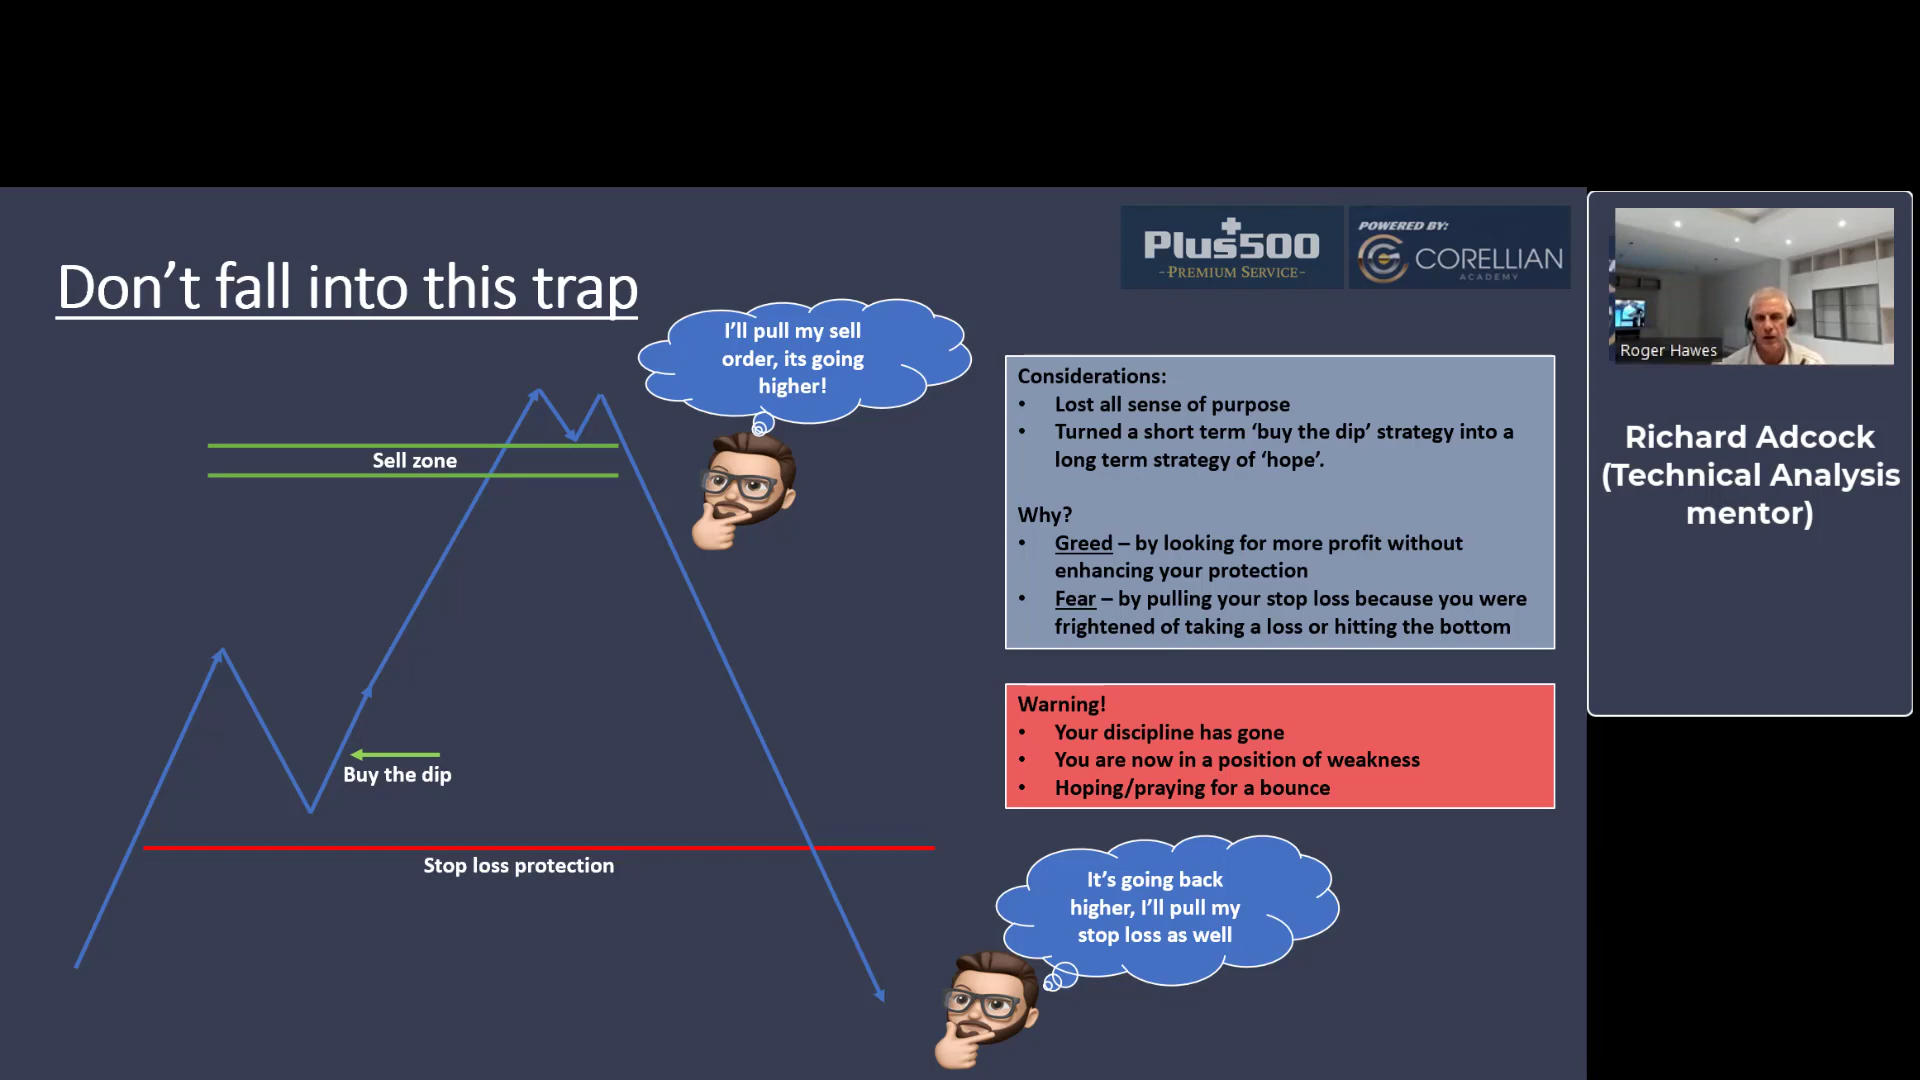 Plus500
-PREMIUM SERVICE-
POWERED BY:
CORELLIAN
ACADEMY
Don't fall into this trap
I'll pull my sell
order, its going
higher!
Sell zone
Buy the dip
Stop loss protection
Considerations:
• Lost all sense of purpose
• Turned a short term 'buy the dip' strategy into a
long term strategy of 'hope'.
Why?
• Greed – by looking for more profit without
enhancing your protection
• Fear – by pulling your stop loss because you were
frightened of taking a loss or hitting the bottom
Warning!
• Your discipline has gone
• You are now in a position of weakness
• Hoping/praying for a bounce
It's going back
higher, I'll pull my
stop loss as well
Roger Hawes
Richard Adcock
(Technical Analysis
mentor)